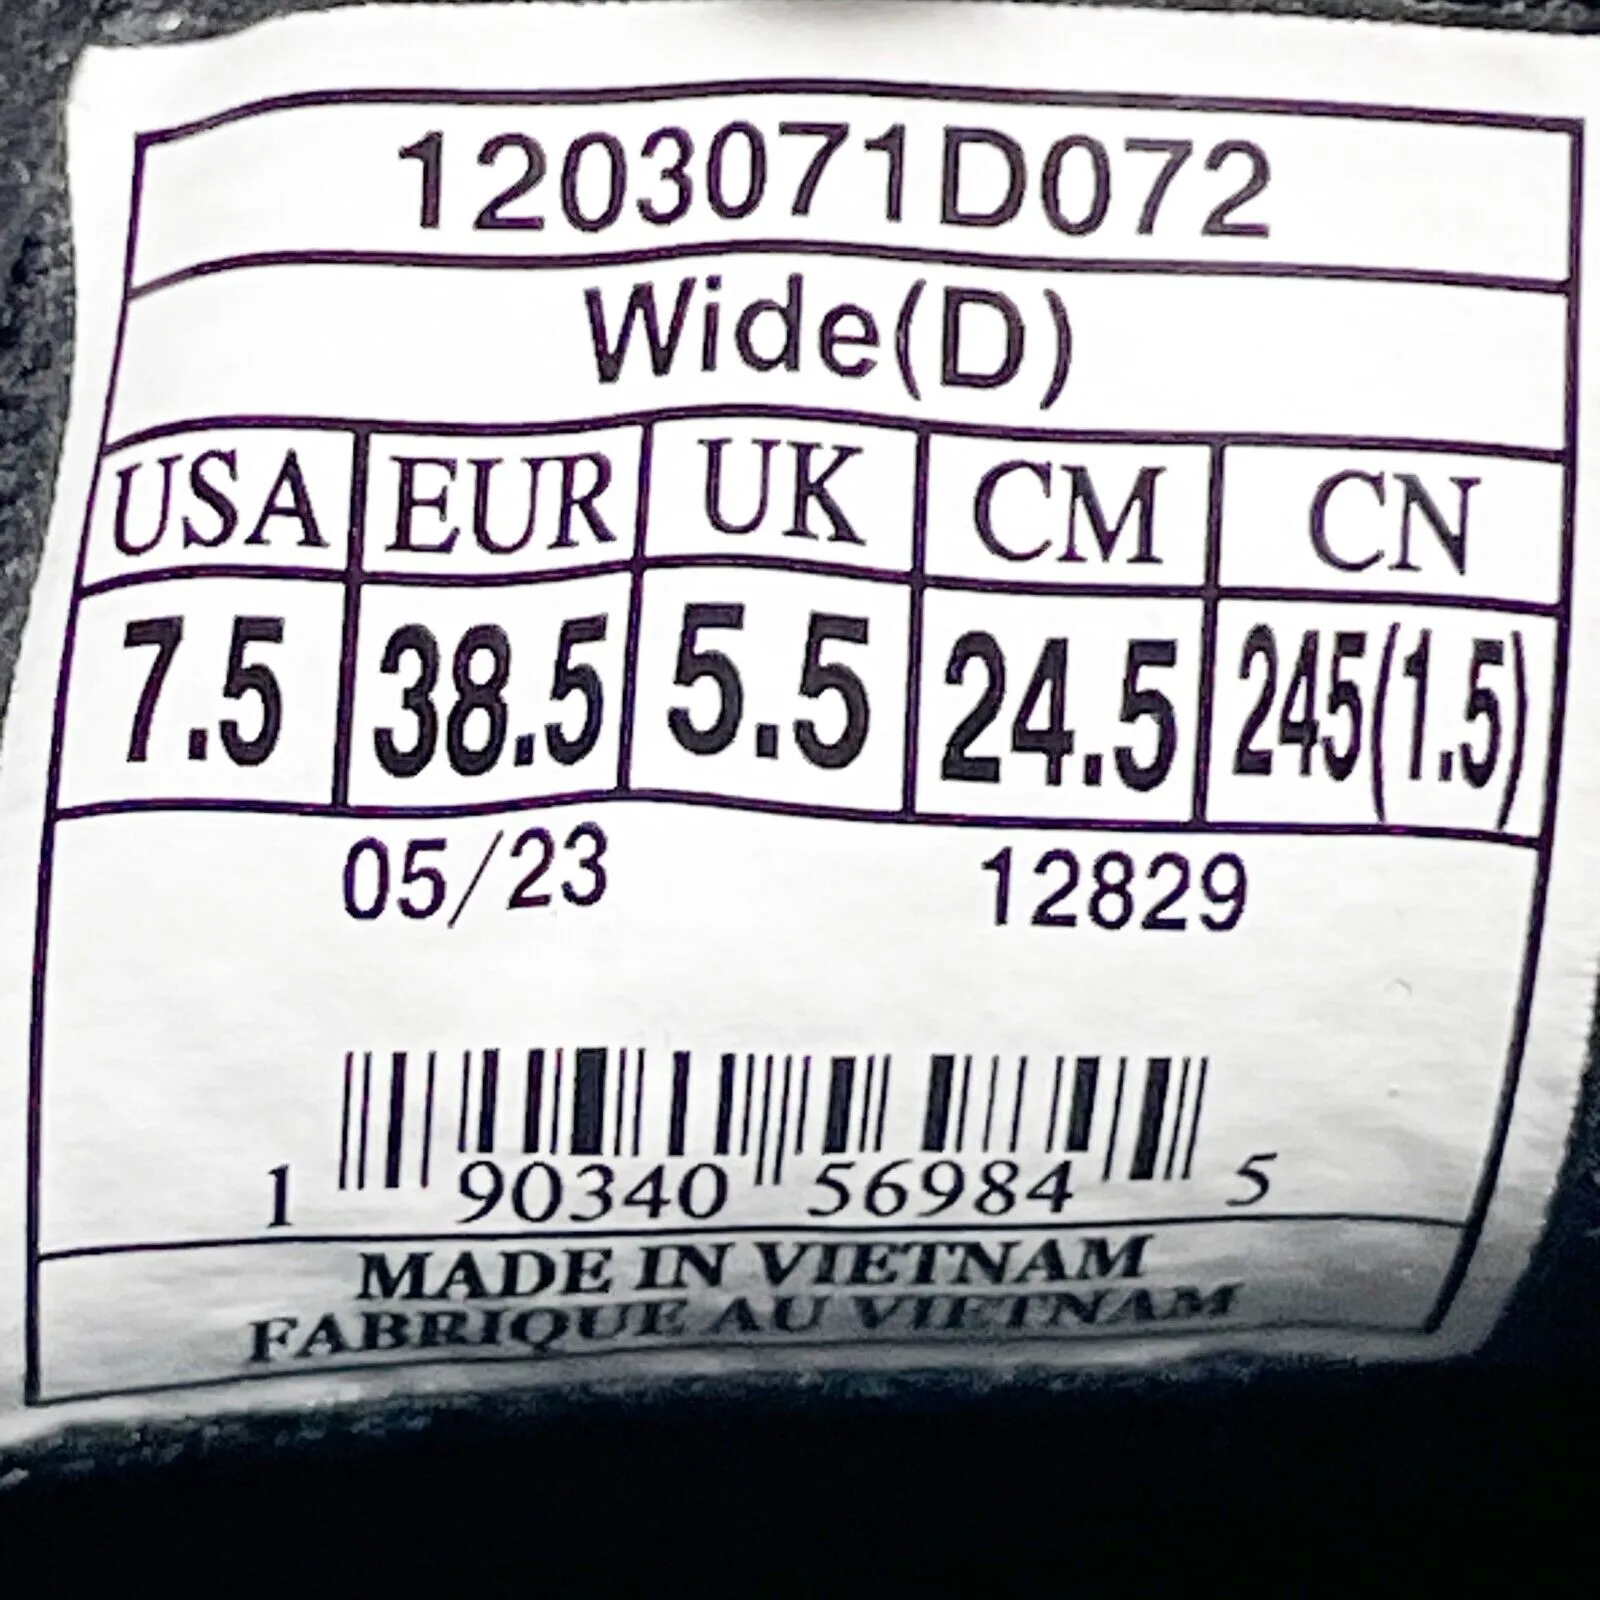 1203071D072
Wide(D)
USA EUR UK CM CN
7.5 38.5 5.5 24.5 245(1.5)
05/23 12829
1 90340 56984 5
MADE IN VIETNAM
FABRIQUE AU VIETNAM